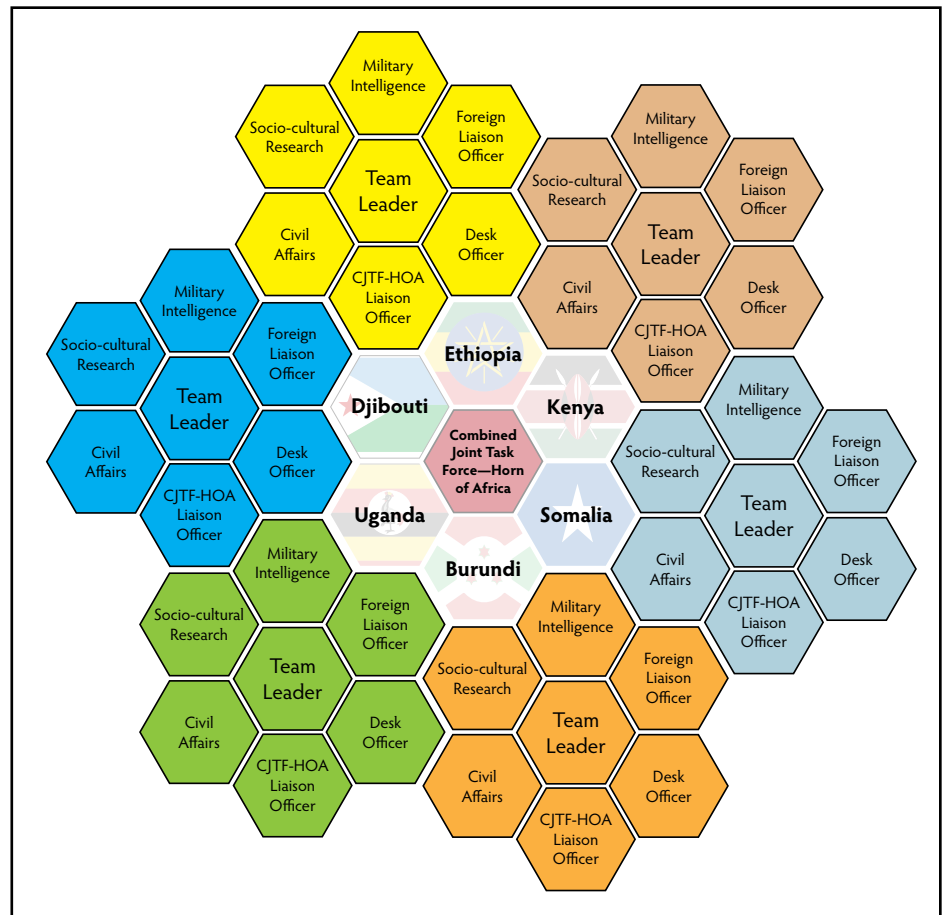 Military
Intelligence
Socio-cultural
Research
Foreign
Liaison
Officer
Team
Leader
Civil
Affairs
Desk
Officer
CJTF-HOA
Liaison
Officer
Military
Intelligence
Socio-cultural
Research
Foreign
Liaison
Officer
Team
Leader
Civil
Affairs
Desk
Officer
CJTF-HOA
Liaison
Officer
Military
Intelligence
Socio-cultural
Research
Foreign
Liaison
Officer
Team
Leader
Civil
Affairs
Desk
Officer
CJTF-HOA
Liaison
Officer
Ethiopia
Djibouti
Kenya
Combined
Joint Task
Force—Horn
of Africa
Uganda
Somalia
Burundi
Military
Intelligence
Socio-cultural
Research
Foreign
Liaison
Officer
Team
Leader
Civil
Affairs
Desk
Officer
CJTF-HOA
Liaison
Officer
Military
Intelligence
Socio-cultural
Research
Foreign
Liaison
Officer
Team
Leader
Civil
Affairs
Desk
Officer
CJTF-HOA
Liaison
Officer
Military
Intelligence
Socio-cultural
Research
Foreign
Liaison
Officer
Team
Leader
Civil
Affairs
Desk
Officer
CJTF-HOA
Liaison
Officer